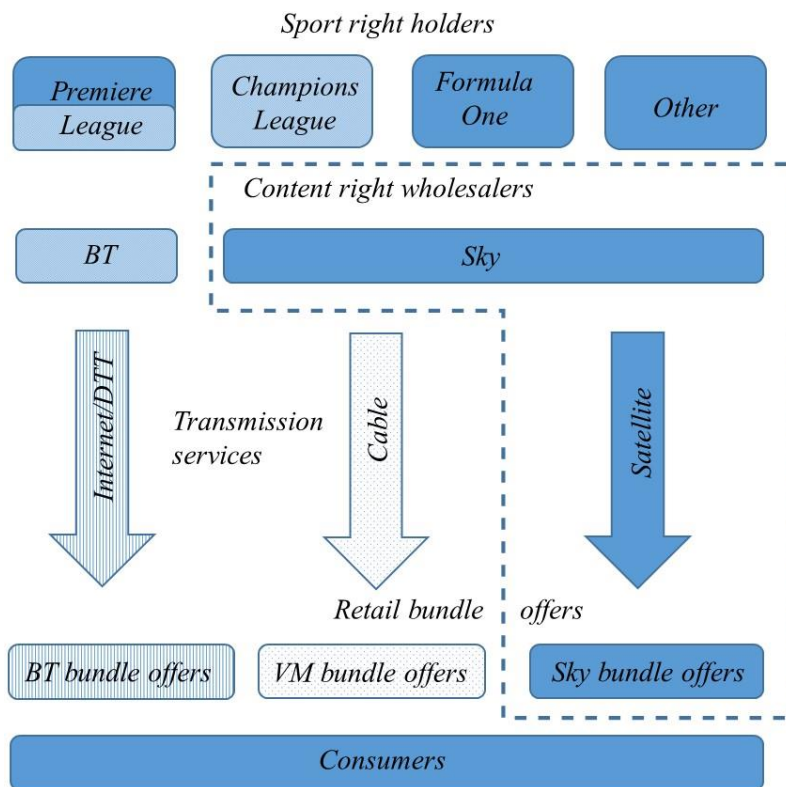 Sport right holders
Premiere
League
Champions
League
Formula
One
Other
Content right wholesalers
BT
Sky
Internet/DTT
Transmission
services
Cable
Satellite
Retail bundle offers
BT bundle offers
VM bundle offers
Sky bundle offers
Consumers